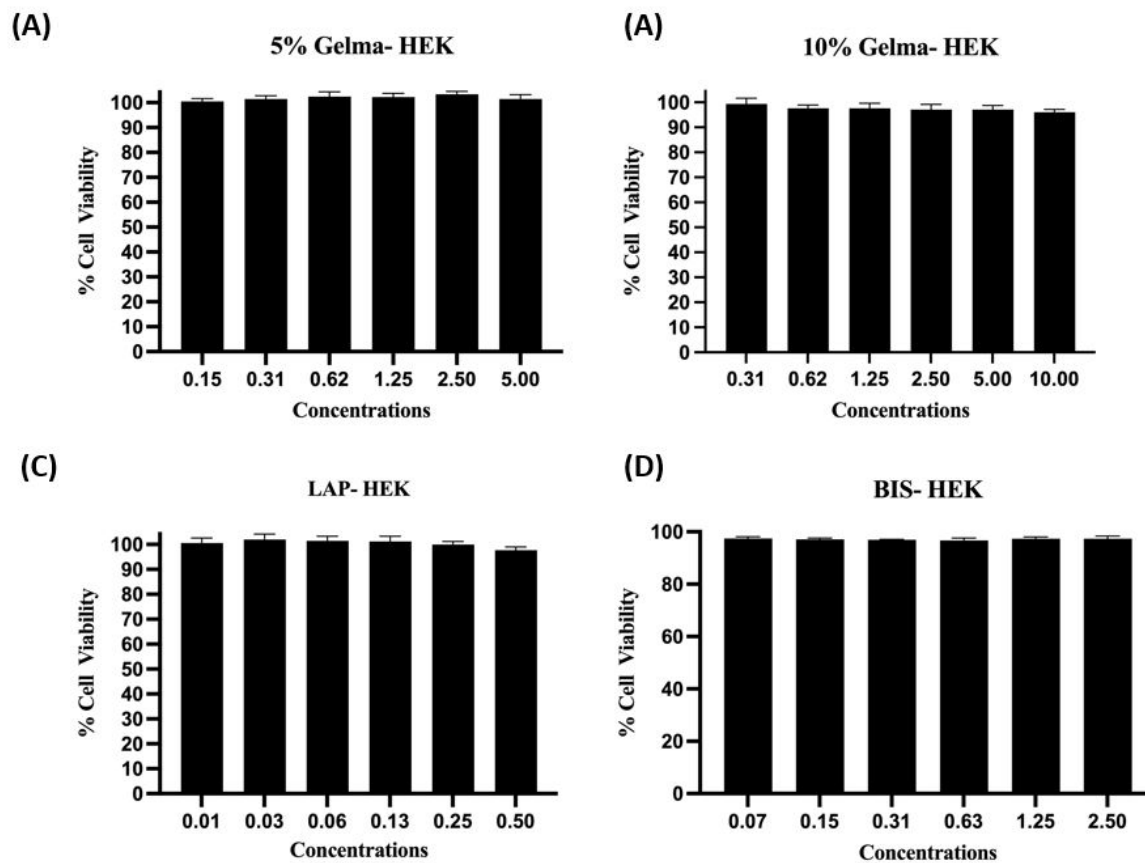 (A)
5% Gelma- HEK
% Cell Viability
100
90
80
70
60
50
40
30
20
10
0
0.15 0.31 0.62 1.25 2.50 5.00
Concentrations
(A)
10% Gelma- HEK
% Cell Viability
100
90
80
70
60
50
40
30
20
10
0
0.31 0.62 1.25 2.50 5.00 10.00
Concentrations
(C)
LAP- HEK
% Cell Viability
100
90
80
70
60
50
40
30
20
10
0
0.01 0.03 0.06 0.13 0.25 0.50
Concentrations
(D)
BIS- HEK
% Cell Viability
100
80
60
40
20
0
0.07 0.15 0.31 0.63 1.25 2.50
Concentrations